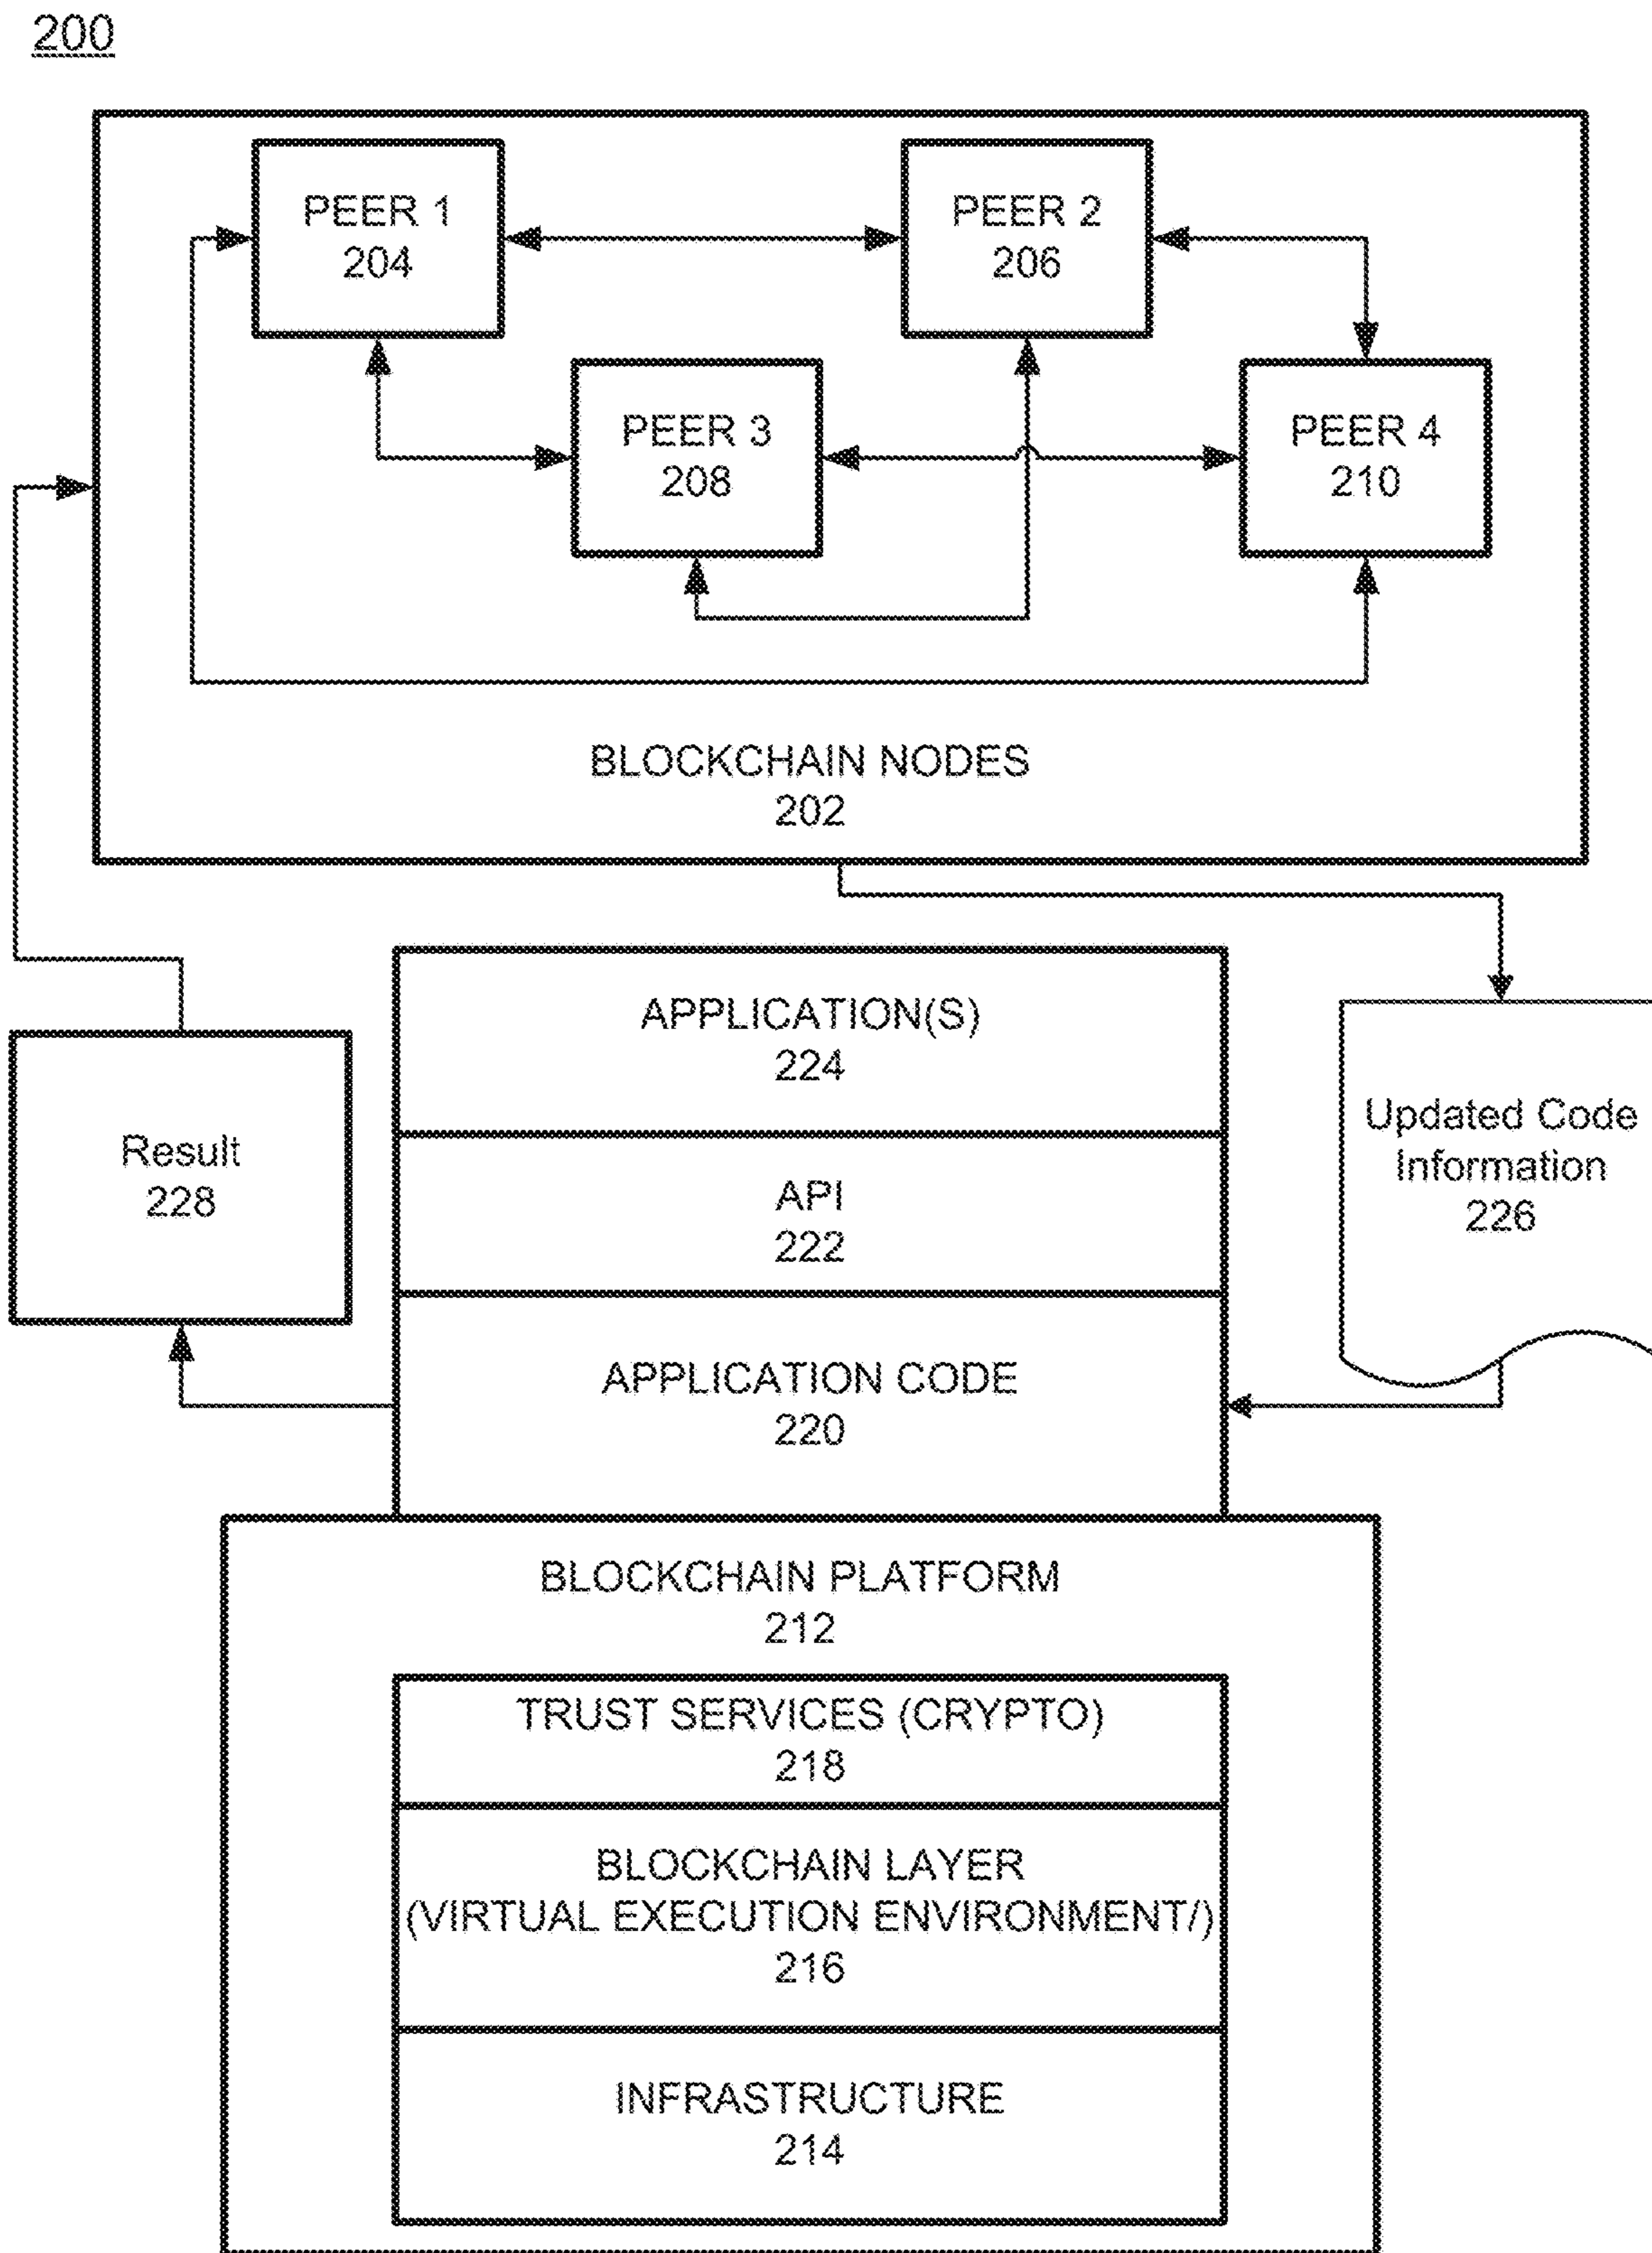 200
PEER 1
204
PEER 2
206
PEER 3
208
PEER 4
210
BLOCKCHAIN NODES
202
APPLICATION(S)
224
Result
228
API
222
Updated Code
Information
226
APPLICATION CODE
220
BLOCKCHAIN PLATFORM
212
TRUST SERVICES (CRYPTO)
218
BLOCKCHAIN LAYER
(VIRTUAL EXECUTION ENVIRONMENT/)
216
INFRASTRUCTURE
214